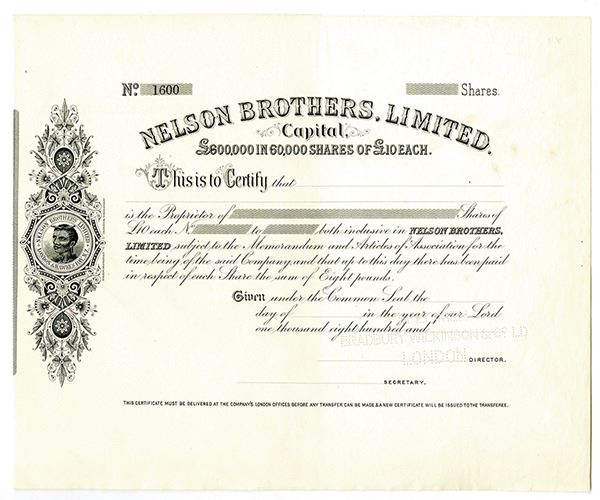 No. 1600 Shares.
NELSON BROTHERS, LIMITED.
Capital,
£600,000 IN 60,000 SHARES OF £10 EACH.
This is to Certify that
is the Proprietor of Shares of
£10 each No. to both inclusive in NELSON BROTHERS,
LIMITED subject to the Memorandum and Articles of Association for the
time being of the said Company, and that up to this day there has been paid
in respect of each Share the sum of Eight pounds.
Given under the Common Seal the
day of in the year of our Lord
one thousand eight hundred and
BRADBURY WILKINSON & Co LD
LONDON
DIRECTOR.
SECRETARY.
THIS CERTIFICATE MUST BE DELIVERED AT THE COMPANY'S LONDON OFFICES BEFORE ANY TRANSFER CAN BE MADE & A NEW CERTIFICATE WILL BE ISSUED TO THE TRANSFEREE.
NELSON BROTHERS LIMITED